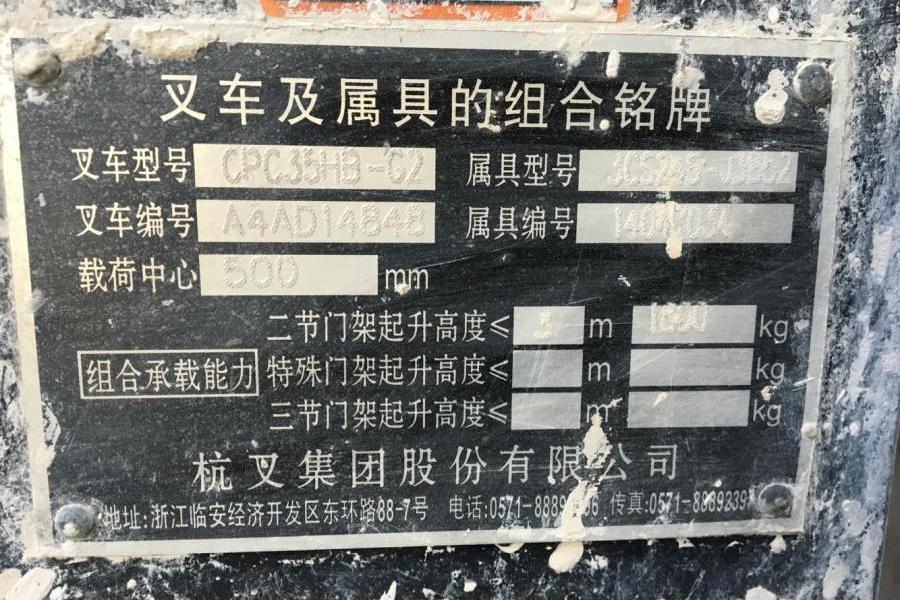 叉车及属具的组合铭牌
叉车型号 CPC35HB-G2 属具型号
叉车编号 A4AD14848 属具编号
载荷中心 500 mm
二节门架起升高度≤ 3 m 1800 kg
组合承载能力 特殊门架起升高度≤ m kg
三节门架起升高度≤ m kg
杭叉集团股份有限公司
地址:浙江临安经济开发区东环路88-7号 电话: 传真: